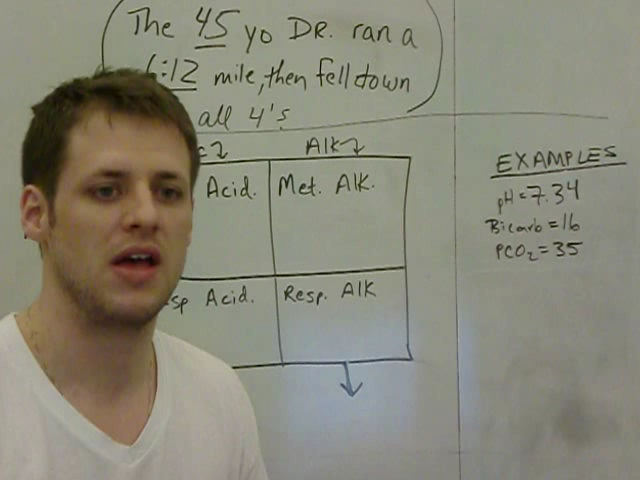 The 45 yo DR. ran a
6:12 mile, then fell down
all 4's
Alk
Acid. Met. Alk.
Acid. Resp. Alk
EXAMPLES
pH=7.34
Bicarb=16
PCO₂=35